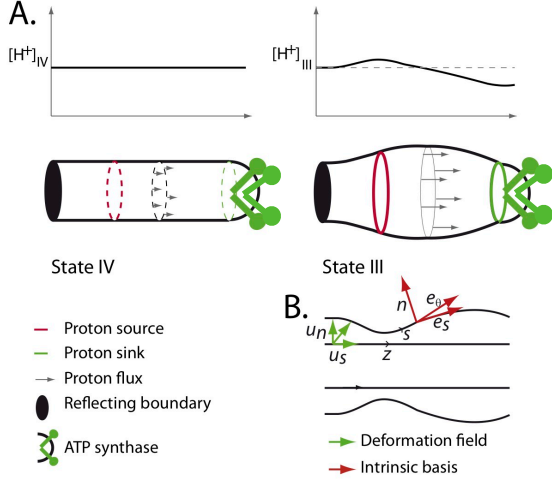 A.
[H+]IV
[H+]III
State IV
State III
Proton source
Proton sink
Proton flux
Reflecting boundary
ATP synthase
B.
n
eθ
es
un
us
s
z
Deformation field
Intrinsic basis